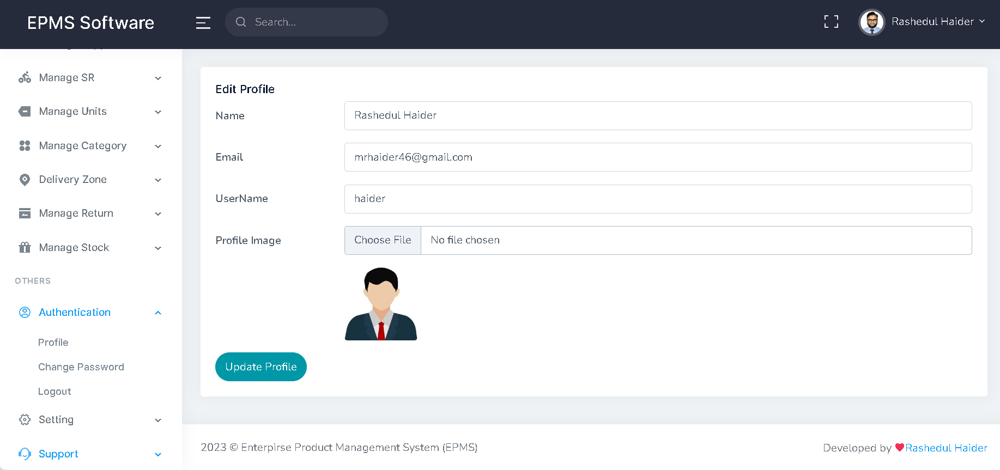 EPMS Software
Search...
Rashedul Haider
Manage SR
Manage Units
Manage Category
Delivery Zone
Manage Return
Manage Stock
OTHERS
Authentication
Profile
Change Password
Logout
Setting
Support
Edit Profile
Name
Rashedul Haider
Email
mrhaider46@gmail.com
UserName
haider
Profile Image
Choose File No file chosen
Update Profile
2023 © Enterpirse Product Management System (EPMS)
Developed by ♥Rashedul Haider